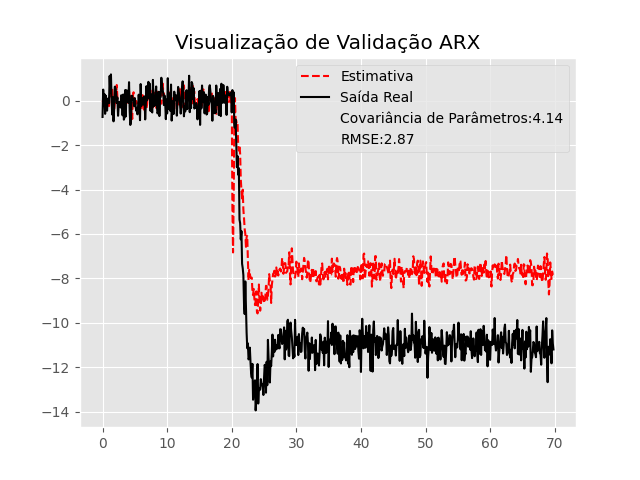 Visualização de Validação ARX
Estimativa
Saída Real
Covariância de Parâmetros:4.14
RMSE:2.87
0
−2
−4
−6
−8
−10
−12
−14
0 10 20 30 40 50 60 70